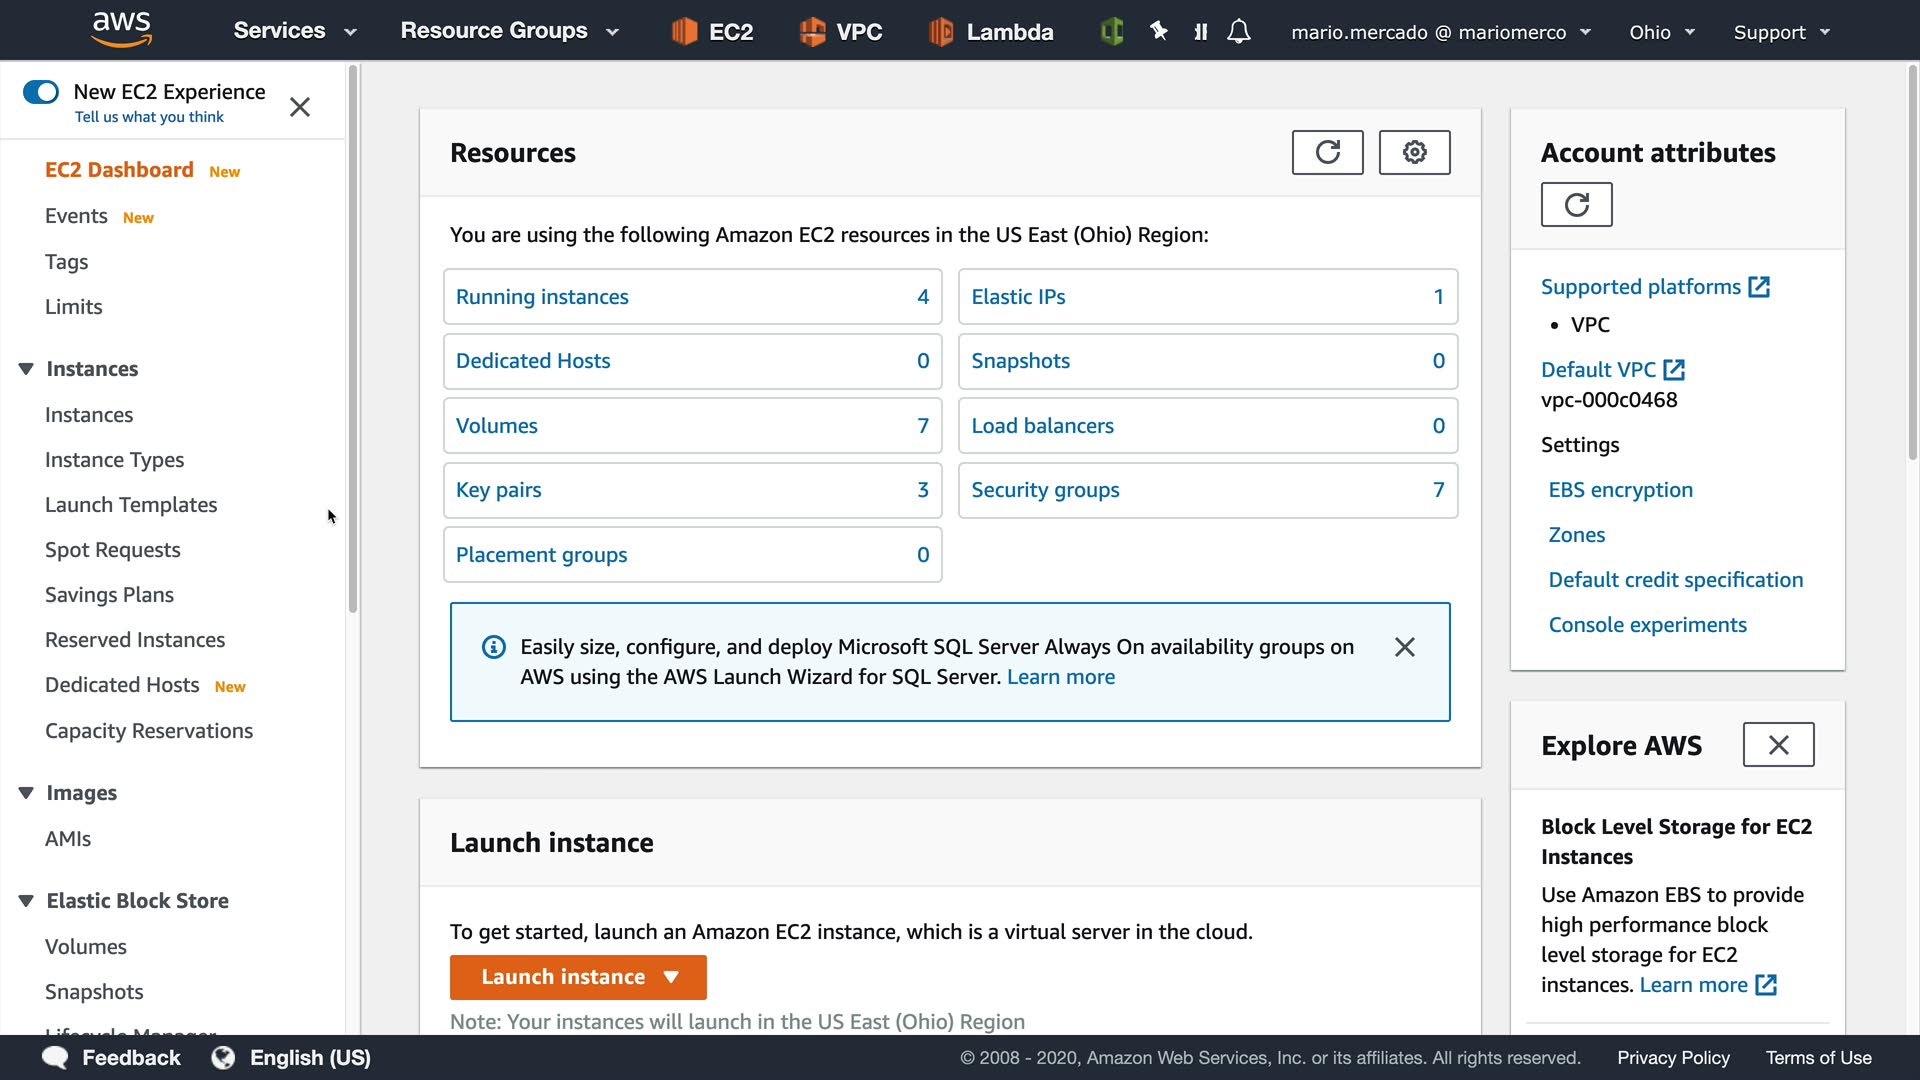 aws
Services
Resource Groups
EC2
VPC
Lambda
mario.mercado @ mariomerco
Ohio
Support
New EC2 Experience
Tell us what you think
EC2 Dashboard New
Events New
Tags
Limits
Instances
Instances
Instance Types
Launch Templates
Spot Requests
Savings Plans
Reserved Instances
Dedicated Hosts New
Capacity Reservations
Images
AMIs
Elastic Block Store
Volumes
Snapshots
Lifecycle Manager
Resources
You are using the following Amazon EC2 resources in the US East (Ohio) Region:
Running instances 4
Elastic IPs 1
Dedicated Hosts 0
Snapshots 0
Volumes 7
Load balancers 0
Key pairs 3
Security groups 7
Placement groups 0
Easily size, configure, and deploy Microsoft SQL Server Always On availability groups on
AWS using the AWS Launch Wizard for SQL Server. Learn more
Launch instance
To get started, launch an Amazon EC2 instance, which is a virtual server in the cloud.
Launch instance
Note: Your instances will launch in the US East (Ohio) Region
Account attributes
Supported platforms
• VPC
Default VPC
vpc-000c0468
Settings
EBS encryption
Zones
Default credit specification
Console experiments
Explore AWS
Block Level Storage for EC2
Instances
Use Amazon EBS to provide
high performance block
level storage for EC2
instances. Learn more
Feedback
English (US)
© 2008 - 2020, Amazon Web Services, Inc. or its affiliates. All rights reserved.
Privacy Policy
Terms of Use